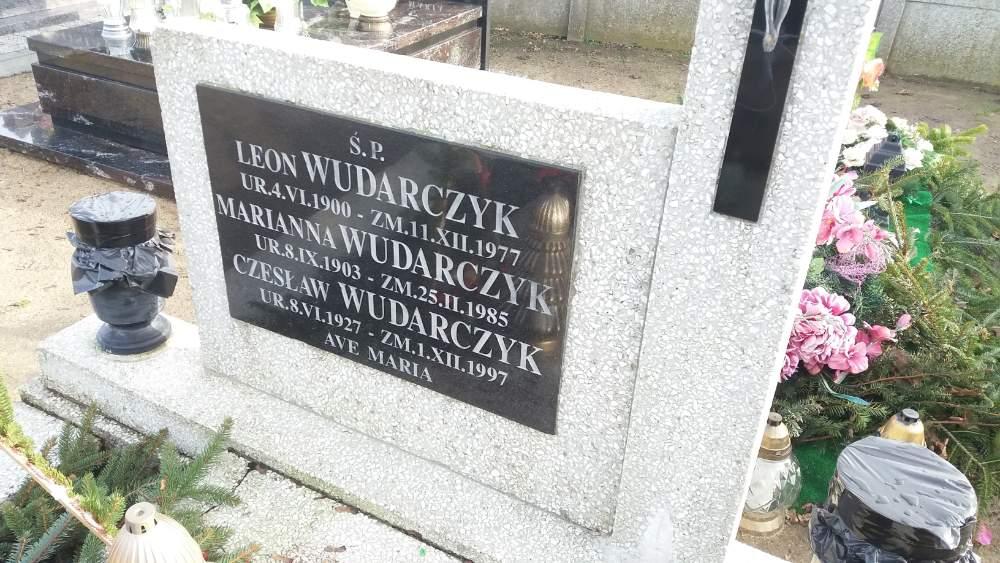 Ś.P.
LEON WUDARCZYK
UR.4.VI.1900 - ZM.11.XII.1977
MARIANNA WUDARCZYK
UR.8.IX.1903 - ZM.25.II.1985
CZESŁAW WUDARCZYK
UR.8.VI.1927 - ZM.1.XII.1997
AVE MARIA